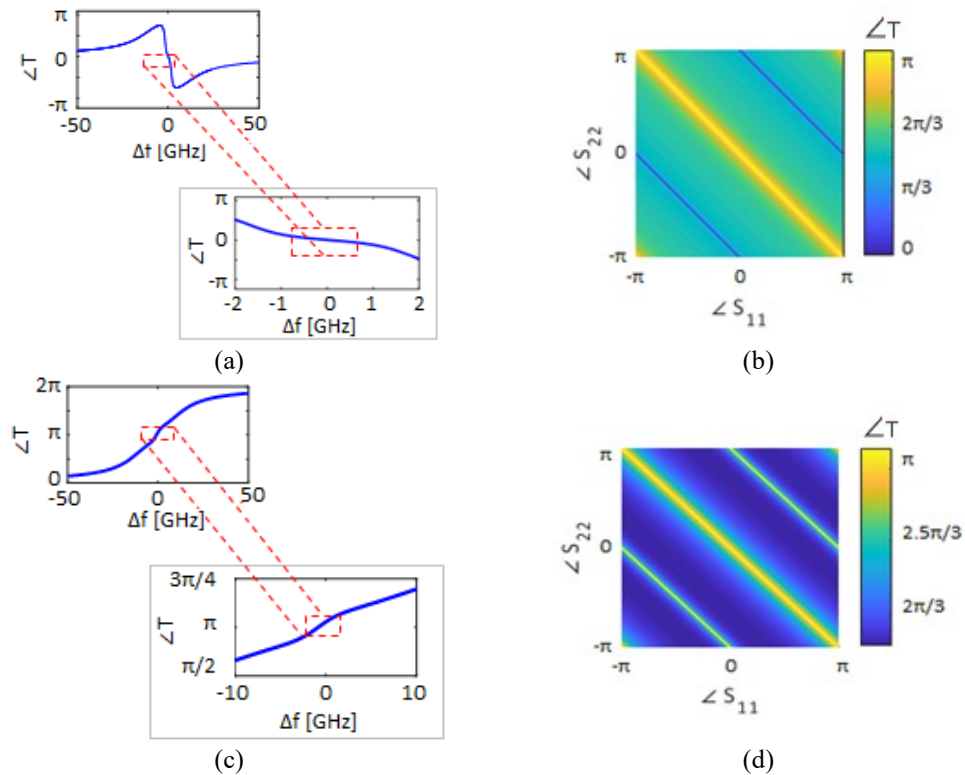 π
0
-π
∠T
-50 0 50
Δf [GHz]
π
0
-π
∠T
-2 -1 0 1 2
Δf [GHz]
(a)
∠T
π
2π/3
π/3
0
π
0
-π
∠ S22
-π 0 π
∠ S11
(b)
2π
π
0
∠T
-50 0 50
Δf [GHz]
3π/4
π
π/2
∠T
-10 0 10
Δf [GHz]
(c)
∠T
π
2.5π/3
2π/3
π
0
-π
∠ S22
-π 0 π
∠ S11
(d)